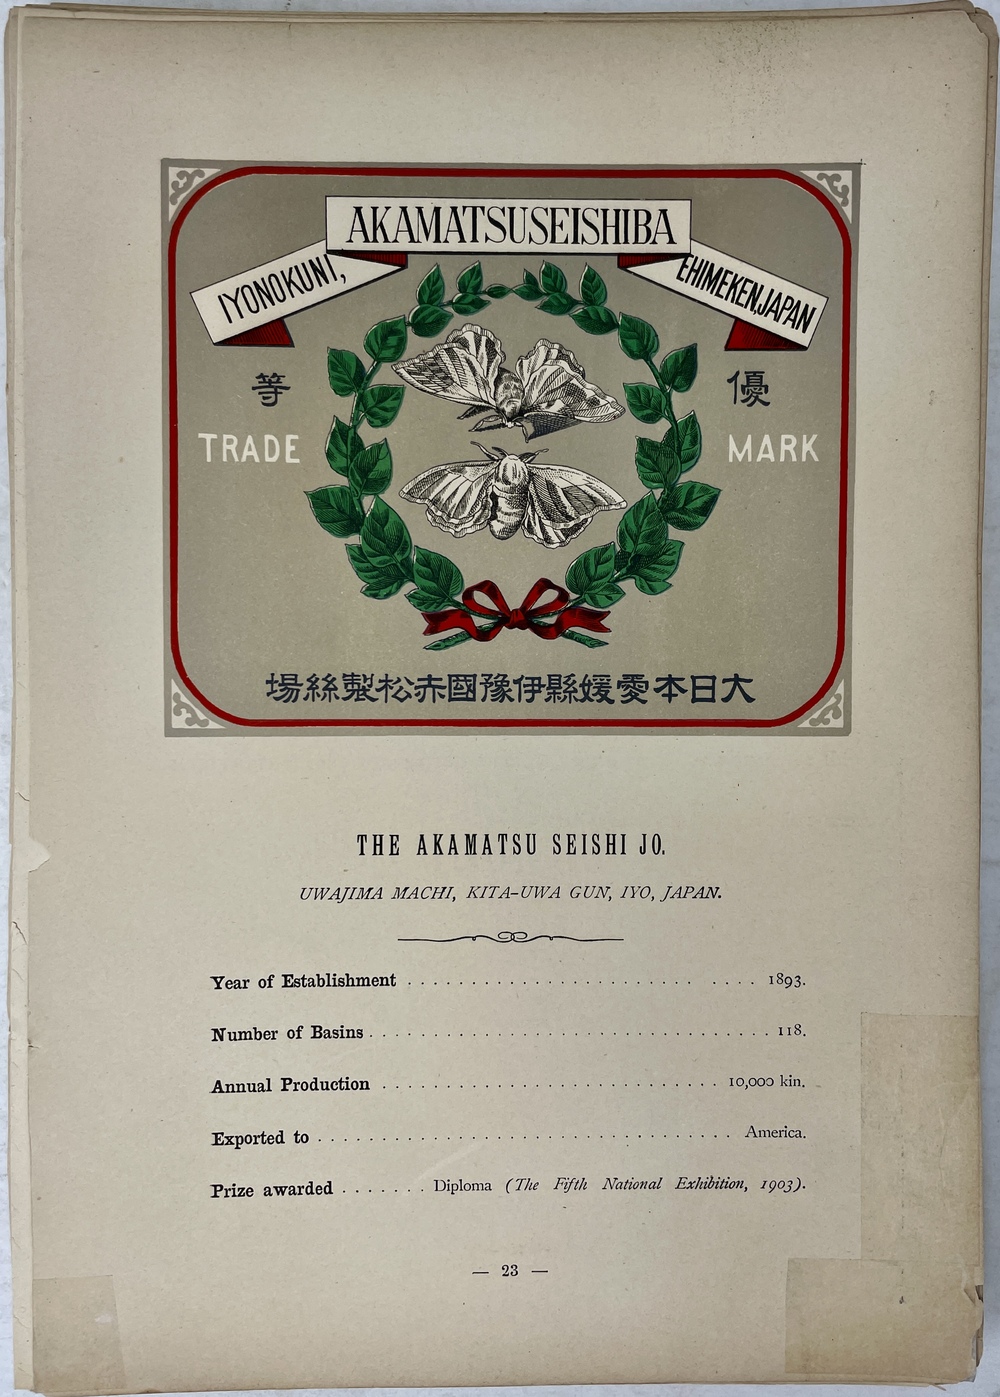 AKAMATSUSEISHIBA
IYONOKUNI,
EHIMEKEN,JAPAN
優等
TRADE MARK
大日本愛媛縣伊豫國赤松製絲場
THE AKAMATSU SEISHI JO.
UWAJIMA MACHI, KITA-UWA GUN, IYO, JAPAN.
Year of Establishment . . . . . . . . . . . . . . . . . . . . . . . . . . 1893.
Number of Basins . . . . . . . . . . . . . . . . . . . . . . . . . . . . . . 118.
Annual Production . . . . . . . . . . . . . . . . . . . . . . . . . . 10,000 kin.
Exported to . . . . . . . . . . . . . . . . . . . . . . . . . . . . . . . . America.
Prize awarded . . . . . . . Diploma (The Fifth National Exhibition, 1903).
— 23 —